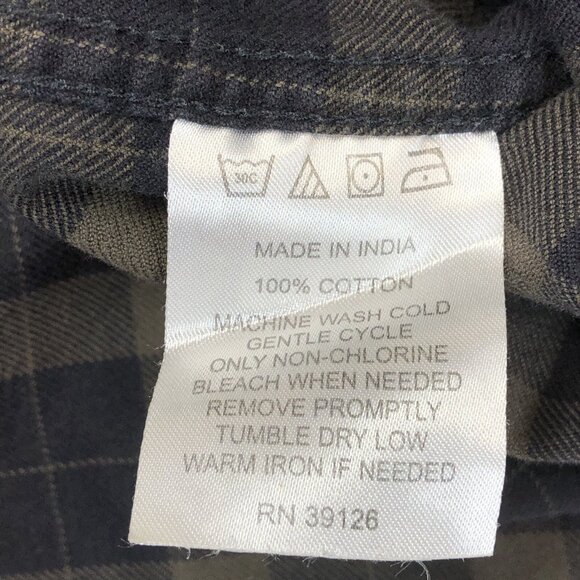 30C
MADE IN INDIA
100% COTTON
MACHINE WASH COLD
GENTLE CYCLE
ONLY NON-CHLORINE
BLEACH WHEN NEEDED
REMOVE PROMPTLY
TUMBLE DRY LOW
WARM IRON IF NEEDED
RN 39126